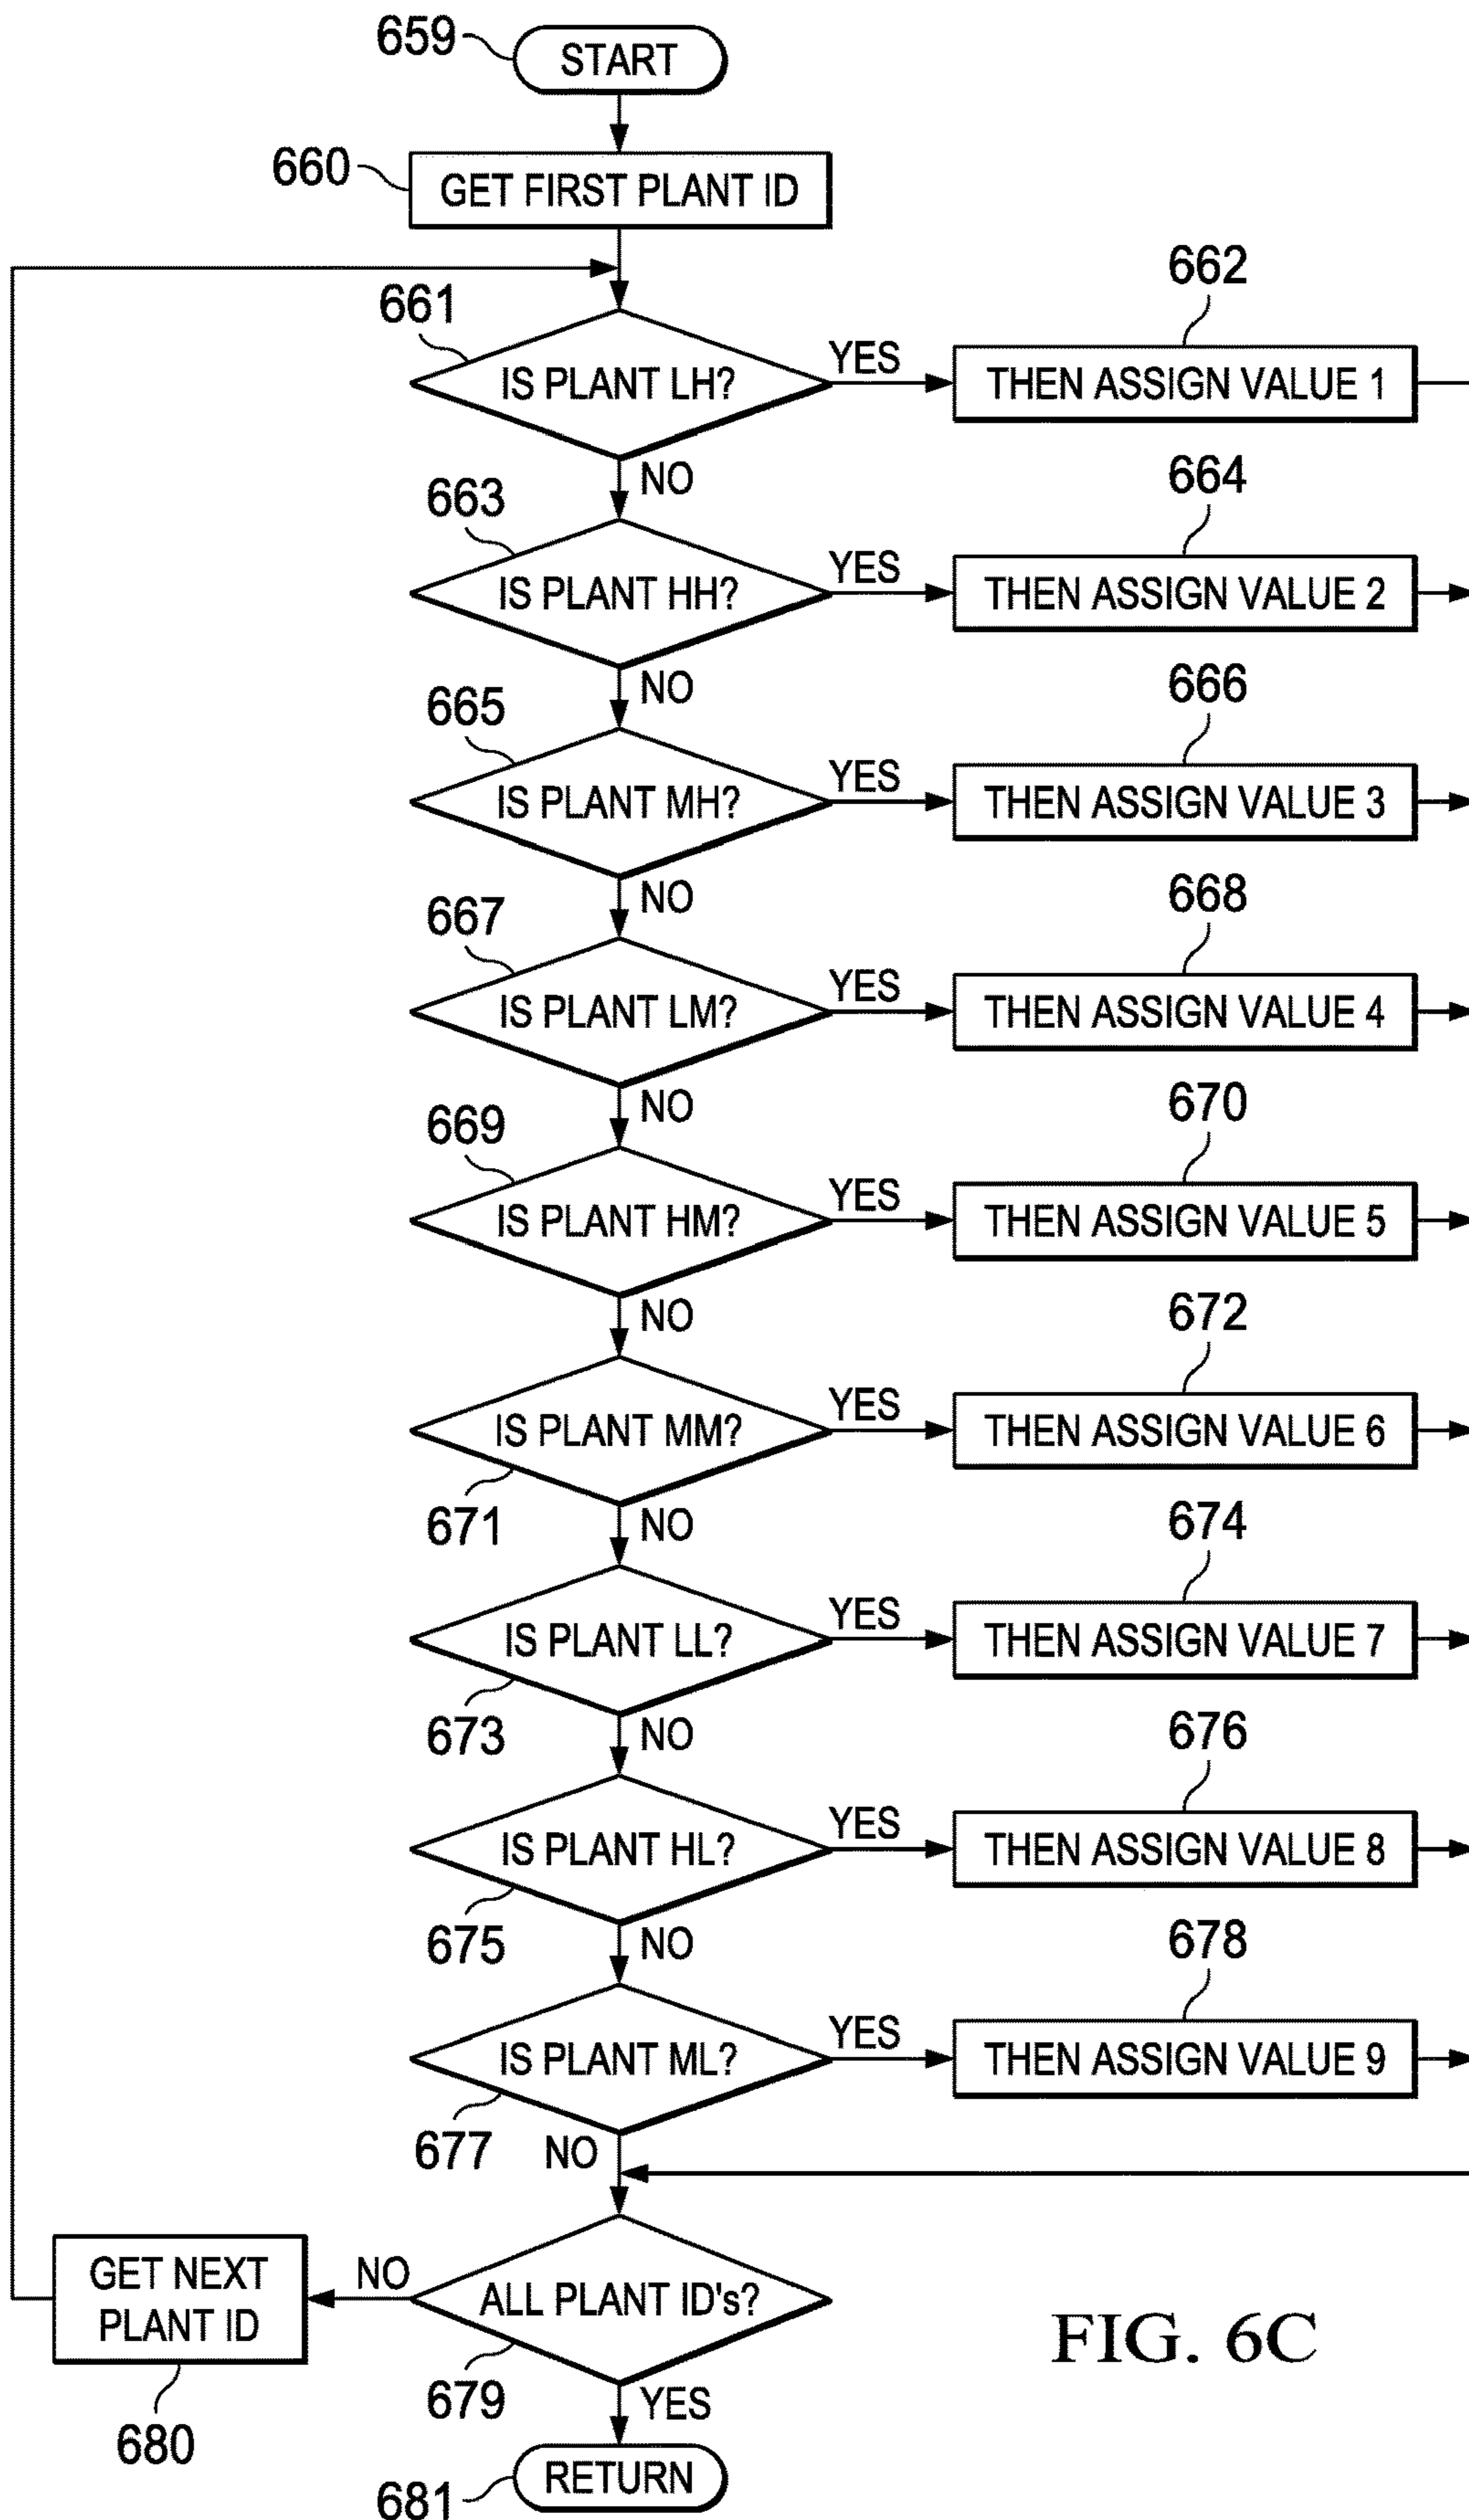 659
START
660
GET FIRST PLANT ID
661
IS PLANT LH?
YES
662
THEN ASSIGN VALUE 1
NO
663
IS PLANT HH?
YES
664
THEN ASSIGN VALUE 2
NO
665
IS PLANT MH?
YES
666
THEN ASSIGN VALUE 3
NO
667
IS PLANT LM?
YES
668
THEN ASSIGN VALUE 4
NO
669
IS PLANT HM?
YES
670
THEN ASSIGN VALUE 5
NO
671
IS PLANT MM?
YES
672
THEN ASSIGN VALUE 6
NO
673
IS PLANT LL?
YES
674
THEN ASSIGN VALUE 7
NO
675
IS PLANT HL?
YES
676
THEN ASSIGN VALUE 8
NO
677
IS PLANT ML?
YES
678
THEN ASSIGN VALUE 9
NO
679
ALL PLANT ID's?
NO
GET NEXT
PLANT ID
680
YES
681
RETURN
FIG. 6C